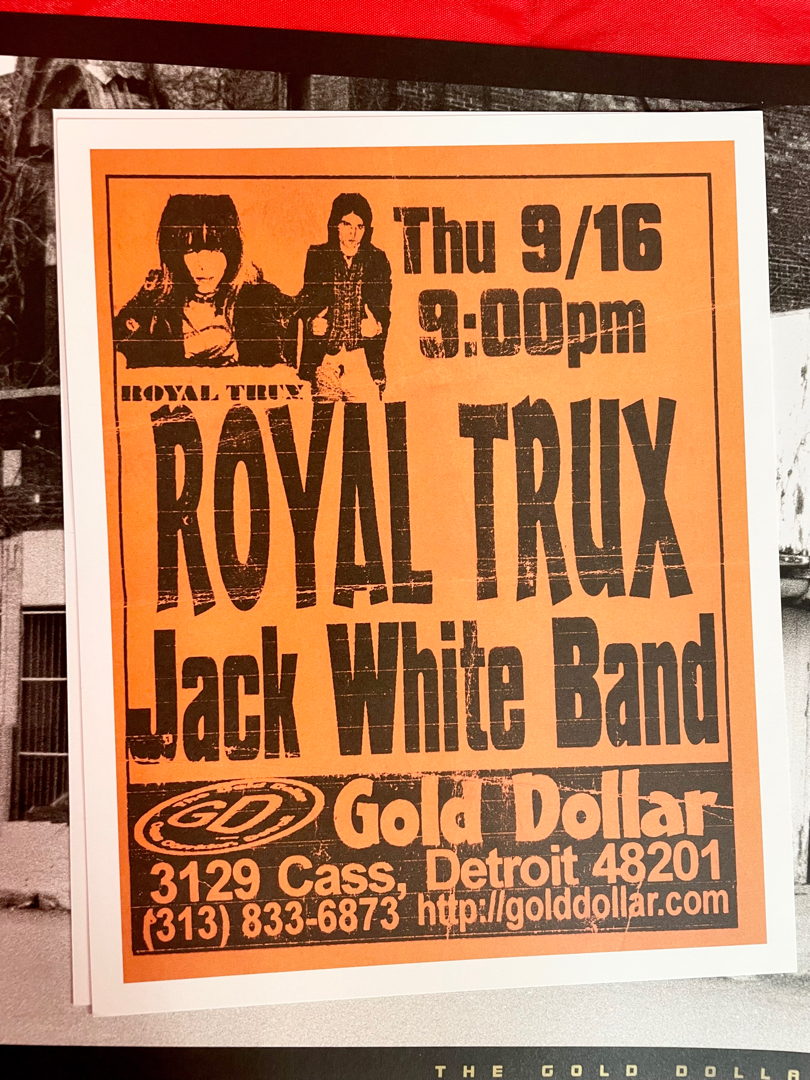 Thu 9/16
9:00pm
ROYAL TRUX
ROYAL TRUX
Jack White Band
GD
Gold Dollar
3129 Cass, Detroit 48201
(313) 833-6873 http://golddollar.com
THE GOLD DOLLA